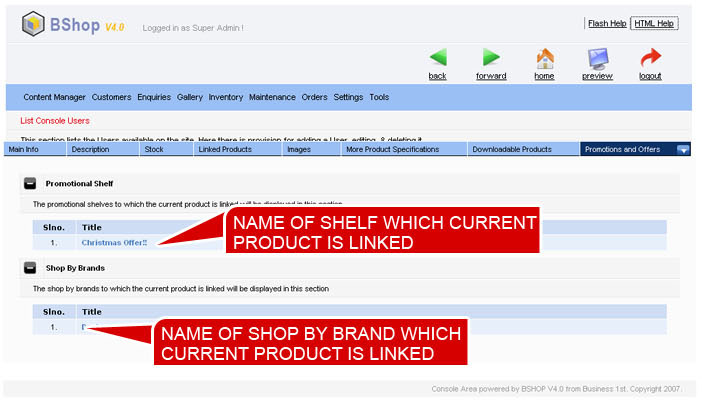 BShop V4.0
Logged in as Super Admin !
Flash Help
HTML Help
back
forward
home
preview
logout
Content Manager Customers Enquiries Gallery Inventory Maintenance Orders Settings Tools
List Console Users
This section lists the Users available on the site. Here there is provision for adding a User, editing, & deleting it
Main Info
Description
Stock
Linked Products
Images
More Product Specifications
Downloadable Products
Promotions and Offers
Promotional Shelf
The promotional shelves to which the current product is linked will be displayed in this section
Slno. Title
1. Christmas Offer!!
NAME OF SHELF WHICH CURRENT
PRODUCT IS LINKED
Shop By Brands
The shop by brands to which the current product is linked will be displayed in this section
Slno. Title
1.
NAME OF SHOP BY BRAND WHICH
CURRENT PRODUCT IS LINKED
Console Area powered by BSHOP V4.0 from Business 1st. Copyright 2007.